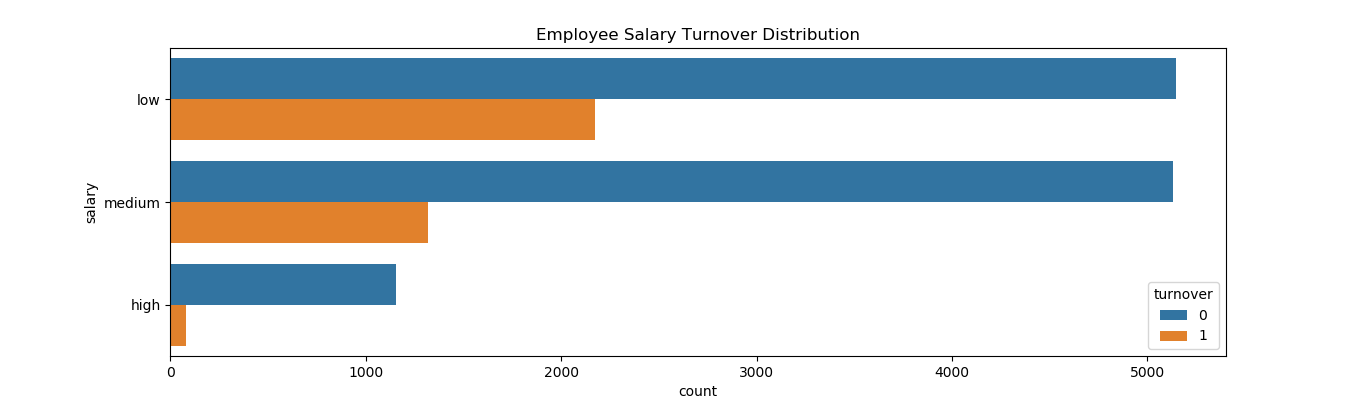 Employee Salary Turnover Distribution
salary
low
medium
high
turnover
0
1
0 1000 2000 3000 4000 5000
count